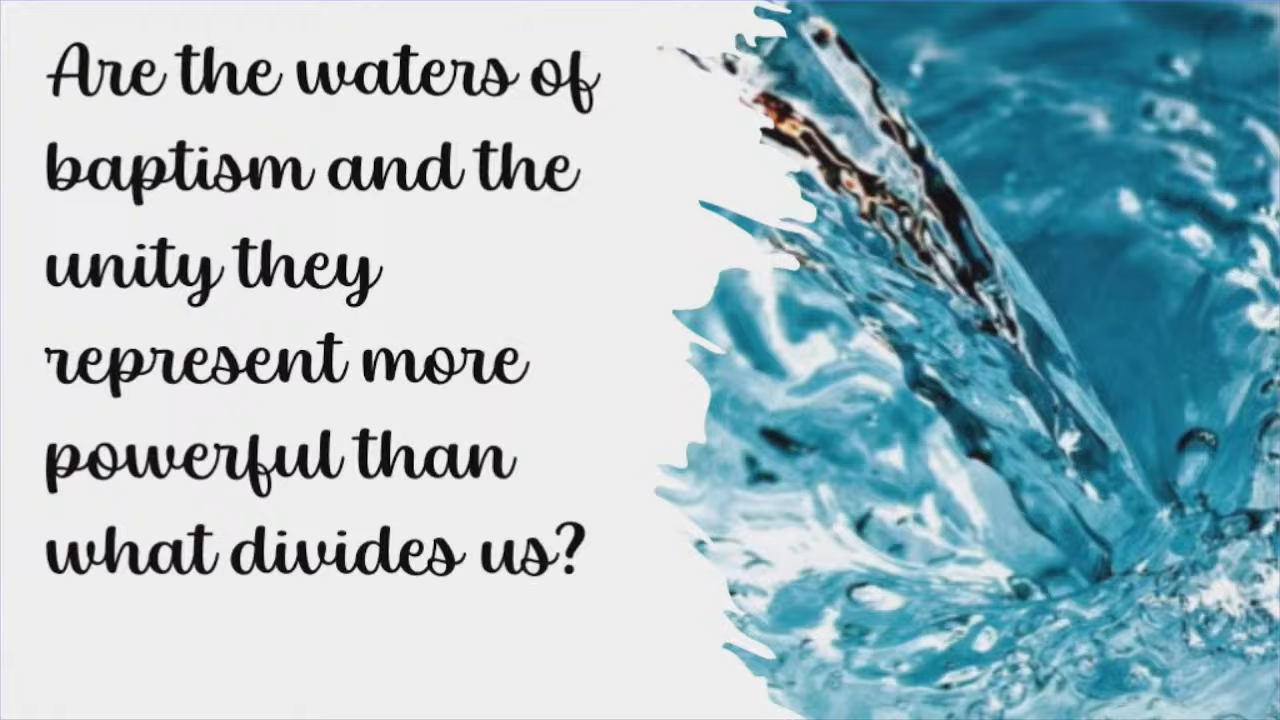 Are the waters of
baptism and the
unity they
represent more
powerful than
what divides us?